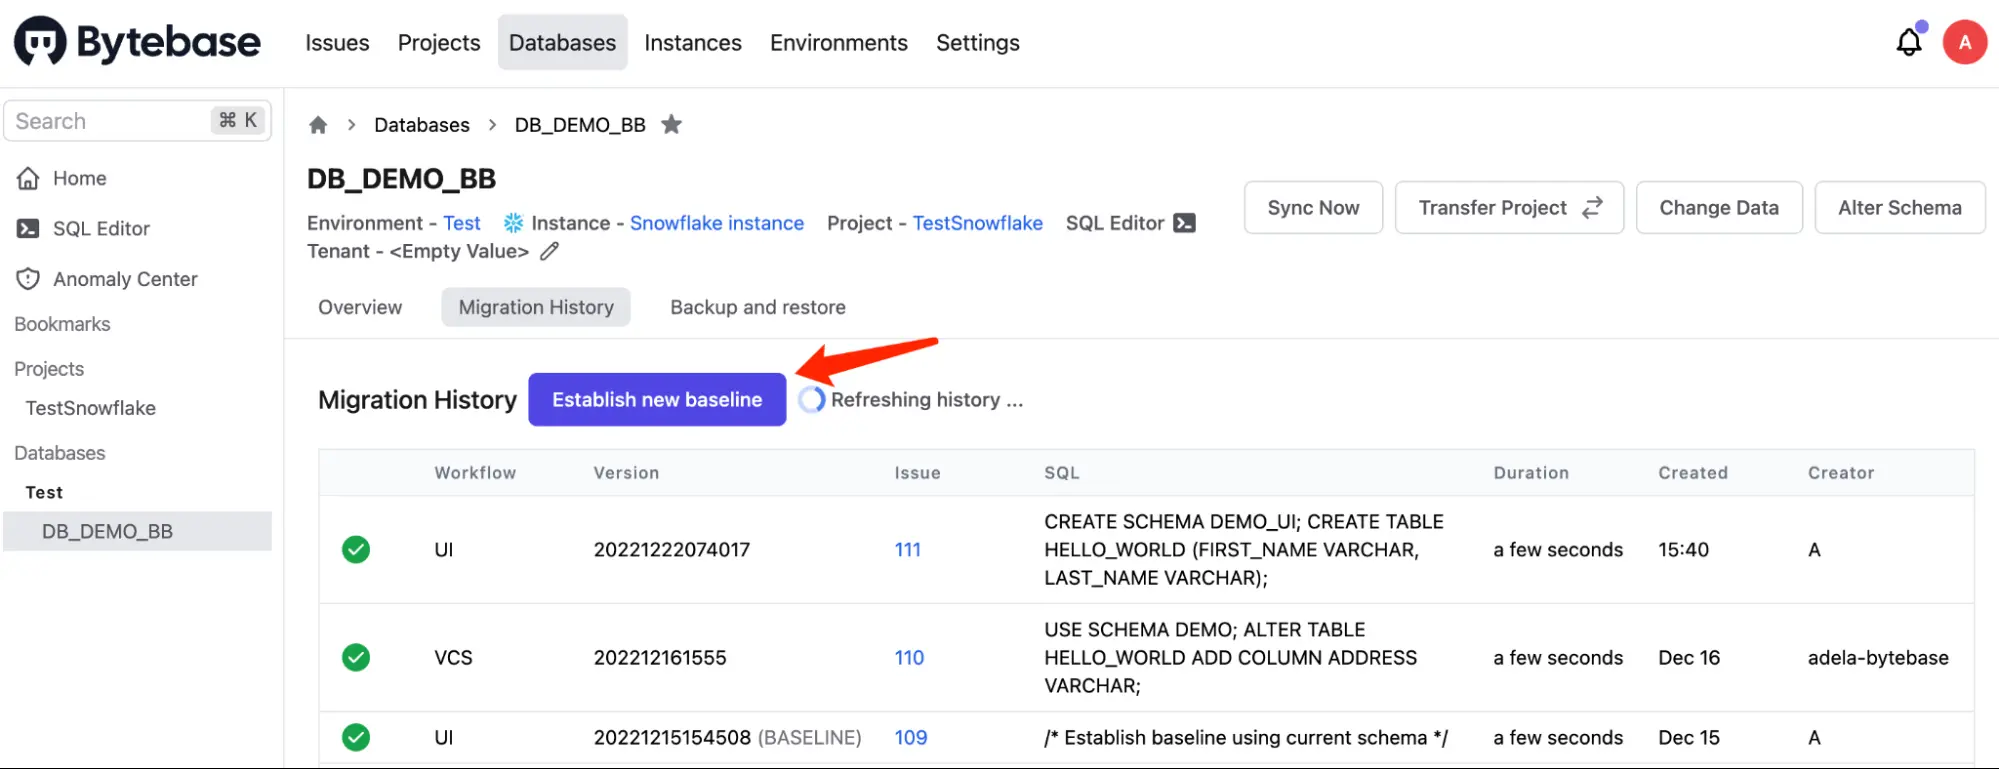 Bytebase Issues Projects Databases Instances Environments Settings A
Search ⌘ K
Home
SQL Editor
Anomaly Center
Bookmarks
Projects
TestSnowflake
Databases
Test
DB_DEMO_BB
Databases > DB_DEMO_BB
DB_DEMO_BB
Environment - Test Instance - Snowflake instance Project - TestSnowflake SQL Editor
Tenant - <Empty Value>
Sync Now Transfer Project Change Data Alter Schema
Overview Migration History Backup and restore
Migration History Establish new baseline Refreshing history ...
Workflow Version Issue SQL Duration Created Creator
UI 20221222074017 111 CREATE SCHEMA DEMO_UI; CREATE TABLE
HELLO_WORLD (FIRST_NAME VARCHAR,
LAST_NAME VARCHAR); a few seconds 15:40 A
VCS 202212161555 110 USE SCHEMA DEMO; ALTER TABLE
HELLO_WORLD ADD COLUMN ADDRESS
VARCHAR; a few seconds Dec 16 adela-bytebase
UI 20221215154508 (BASELINE) 109 /* Establish baseline using current schema */ a few seconds Dec 15 A